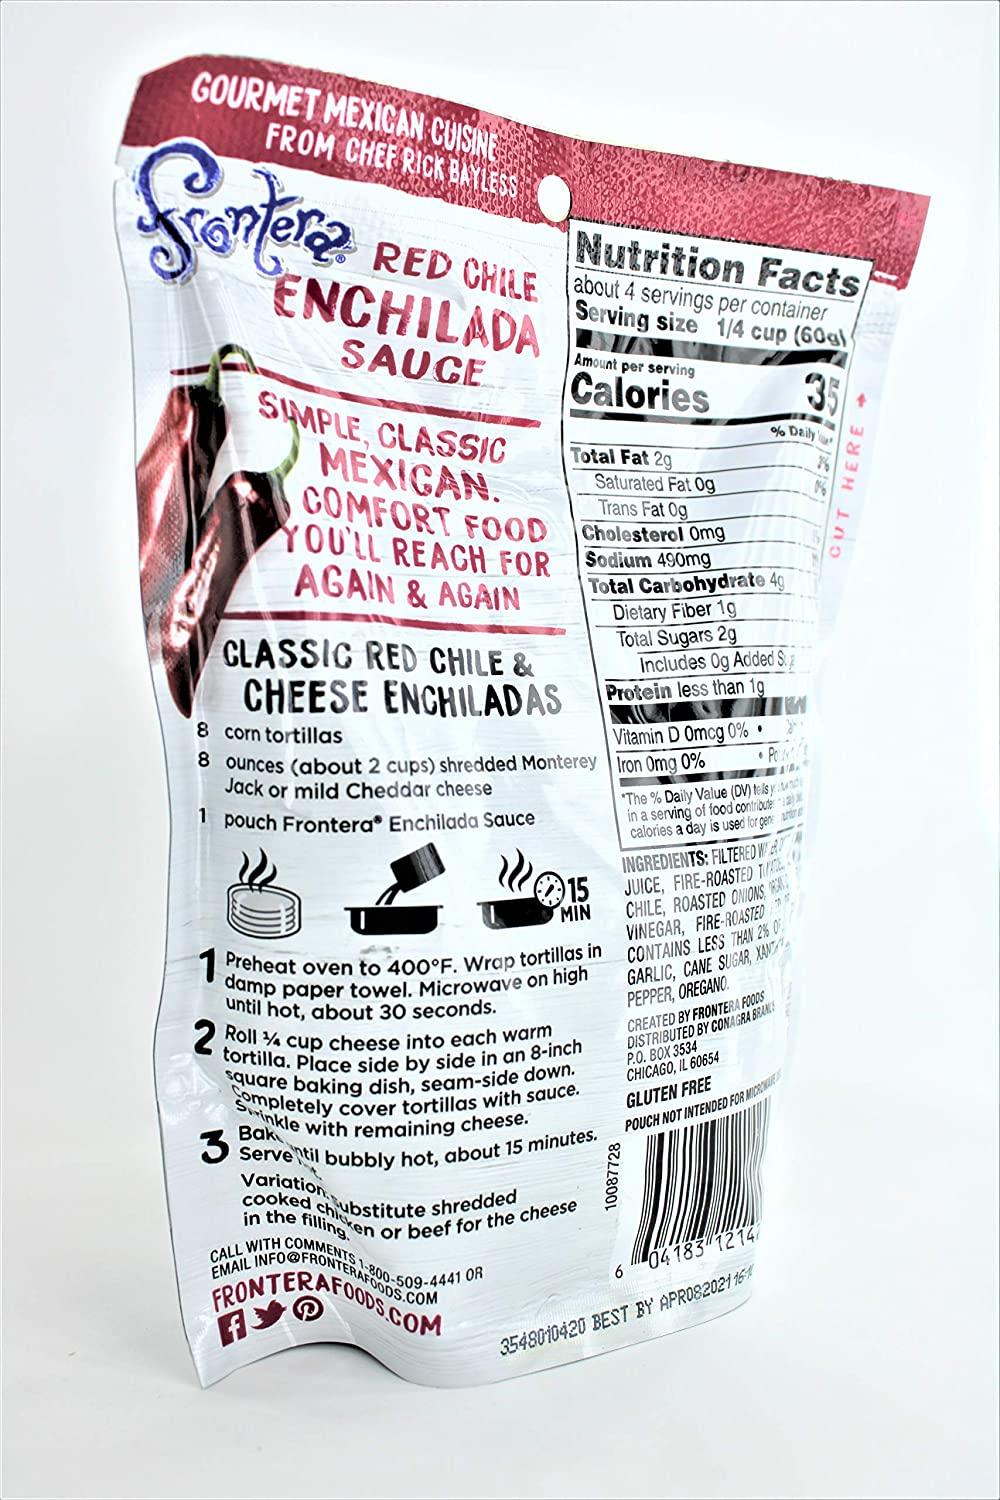 GOURMET MEXICAN CUISINE
FROM CHEF RICK BAYLESS
Frontera®
RED CHILE
ENCHILADA
SAUCE
SIMPLE, CLASSIC
MEXICAN.
COMFORT FOOD
YOU'LL REACH FOR
AGAIN & AGAIN
CLASSIC RED CHILE &
CHEESE ENCHILADAS
8 corn tortillas
8 ounces (about 2 cups) shredded Monterey
Jack or mild Cheddar cheese
1 pouch Frontera® Enchilada Sauce
15
MIN
1 Preheat oven to 400°F. Wrap tortillas in
damp paper towel. Microwave on high
until hot, about 30 seconds.
2 Roll ¼ cup cheese into each warm
tortilla. Place side by side in an 8-inch
square baking dish, seam-side down.
Completely cover tortillas with sauce.
Sprinkle with remaining cheese.
3 Bake until bubbly hot, about 15 minutes.
Serve
Variation: substitute shredded
cooked chicken or beef for the cheese
in the filling.
CALL WITH COMMENTS 1-800-509-4441 OR
EMAIL INFO@FRONTERAFOODS.COM
FRONTERAFOODS.COM
Nutrition Facts
about 4 servings per container
Serving size 1/4 cup (60g)
Amount per serving
Calories 35
% Daily
Total Fat 2g
Saturated Fat 0g 0%
Trans Fat 0g
Cholesterol 0mg
Sodium 490mg
Total Carbohydrate 4g
Dietary Fiber 1g
Total Sugars 2g
Includes 0g Added
Protein less than 1g
Vitamin D 0mcg 0% •
Iron 0mg 0% •
*The % Daily Value (DV) tells
in a serving of food
calories a day is used for
CUT HERE
INGREDIENTS: FILTERED
JUICE, FIRE-ROASTED
CHILE, ROASTED ONIONS,
VINEGAR, FIRE-ROASTED
CONTAINS LESS THAN 2%
GARLIC, CANE SUGAR,
PEPPER, OREGANO.
CREATED BY FRONTERA FOODS
DISTRIBUTED BY CONAGRA BRANDS
P.O. BOX 3534
CHICAGO, IL 60654
GLUTEN FREE
POUCH NOT INTENDED FOR
10087728
6 04183 1214
3548010420 BEST BY APR082021